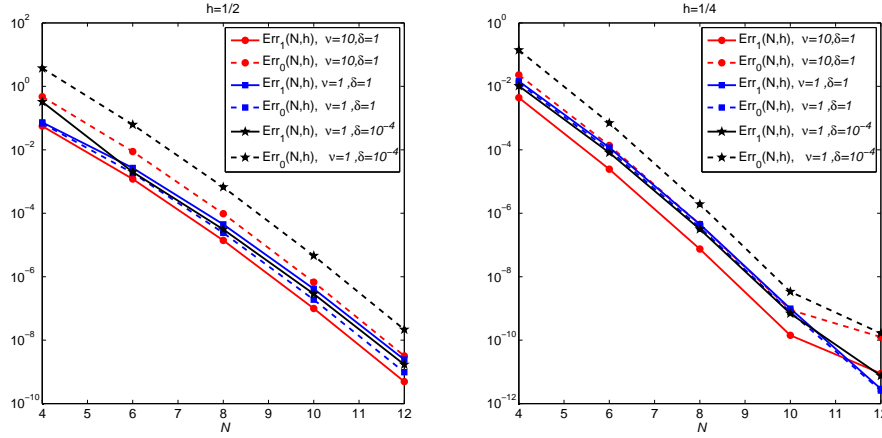 h=1/2
10^2
10^0
10^-2
10^-4
10^-6
10^-8
10^-10
4 5 6 7 8 9 10 11 12
N
Err_1(N,h), ν=10,δ=1
Err_0(N,h), ν=10,δ=1
Err_1(N,h), ν=1 ,δ=1
Err_0(N,h), ν=1,δ=1
Err_1(N,h), ν=1 ,δ=10^-4
Err_0(N,h), ν=1 ,δ=10^-4
h=1/4
10^0
10^-2
10^-4
10^-6
10^-8
10^-10
10^-12
4 5 6 7 8 9 10 11 12
N
Err_1(N,h), ν=10,δ=1
Err_0(N,h), ν=10,δ=1
Err_1(N,h), ν=1 ,δ=1
Err_0(N,h), ν=1,δ=1
Err_1(N,h), ν=1 ,δ=10^-4
Err_0(N,h), ν=1 ,δ=10^-4